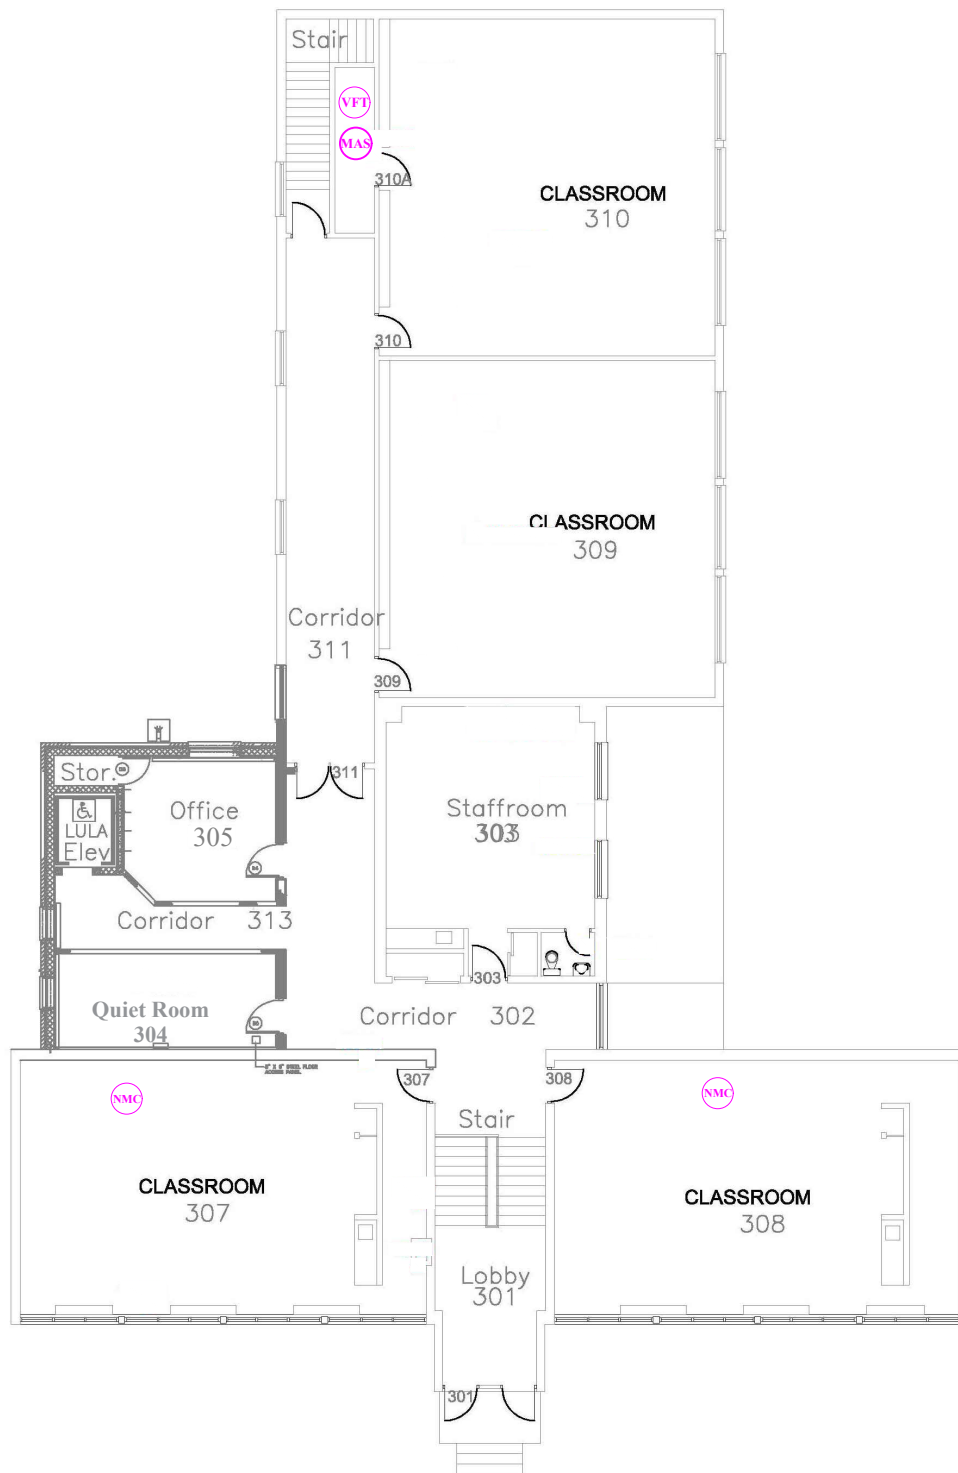 Stair
VFT
MAS
310A
CLASSROOM
310
310
CLASSROOM
309
Corridor
311
309
311
Stor.
Office
305
LULA
Elev
Staffroom
303
Corridor 313
303
Quiet Room
304
Corridor 302
307
308
NMC
NMC
Stair
CLASSROOM
307
CLASSROOM
308
Lobby
301
301